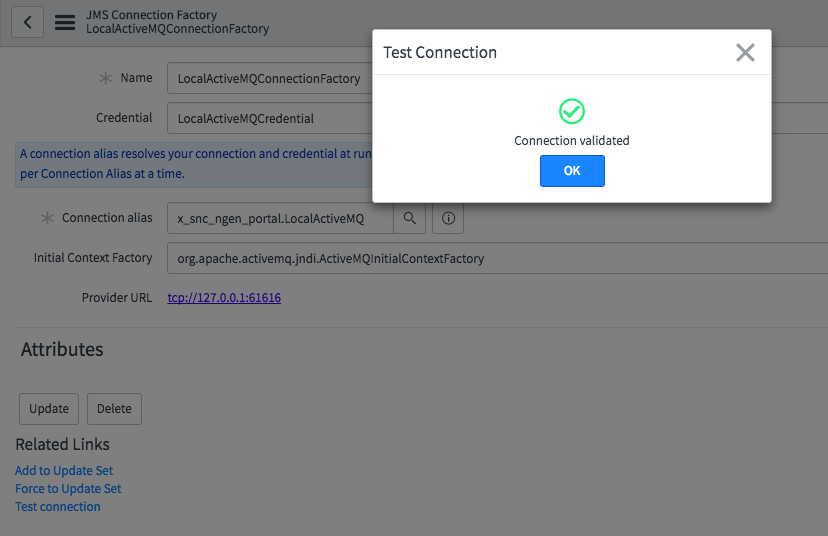 JMS Connection Factory
LocalActiveMQConnectionFactory
Test Connection
Connection validated
OK
Name
LocalActiveMQConnectionFactory
Credential
LocalActiveMQCredential
A connection alias resolves your connection and credential at run
per Connection Alias at a time.
Connection alias
x_snc_ngen_portal.LocalActiveMQ
Initial Context Factory
org.apache.activemq.jndi.ActiveMQInitialContextFactory
Provider URL
tcp://127.0.0.1:61616
Attributes
Update
Delete
Related Links
Add to Update Set
Force to Update Set
Test connection